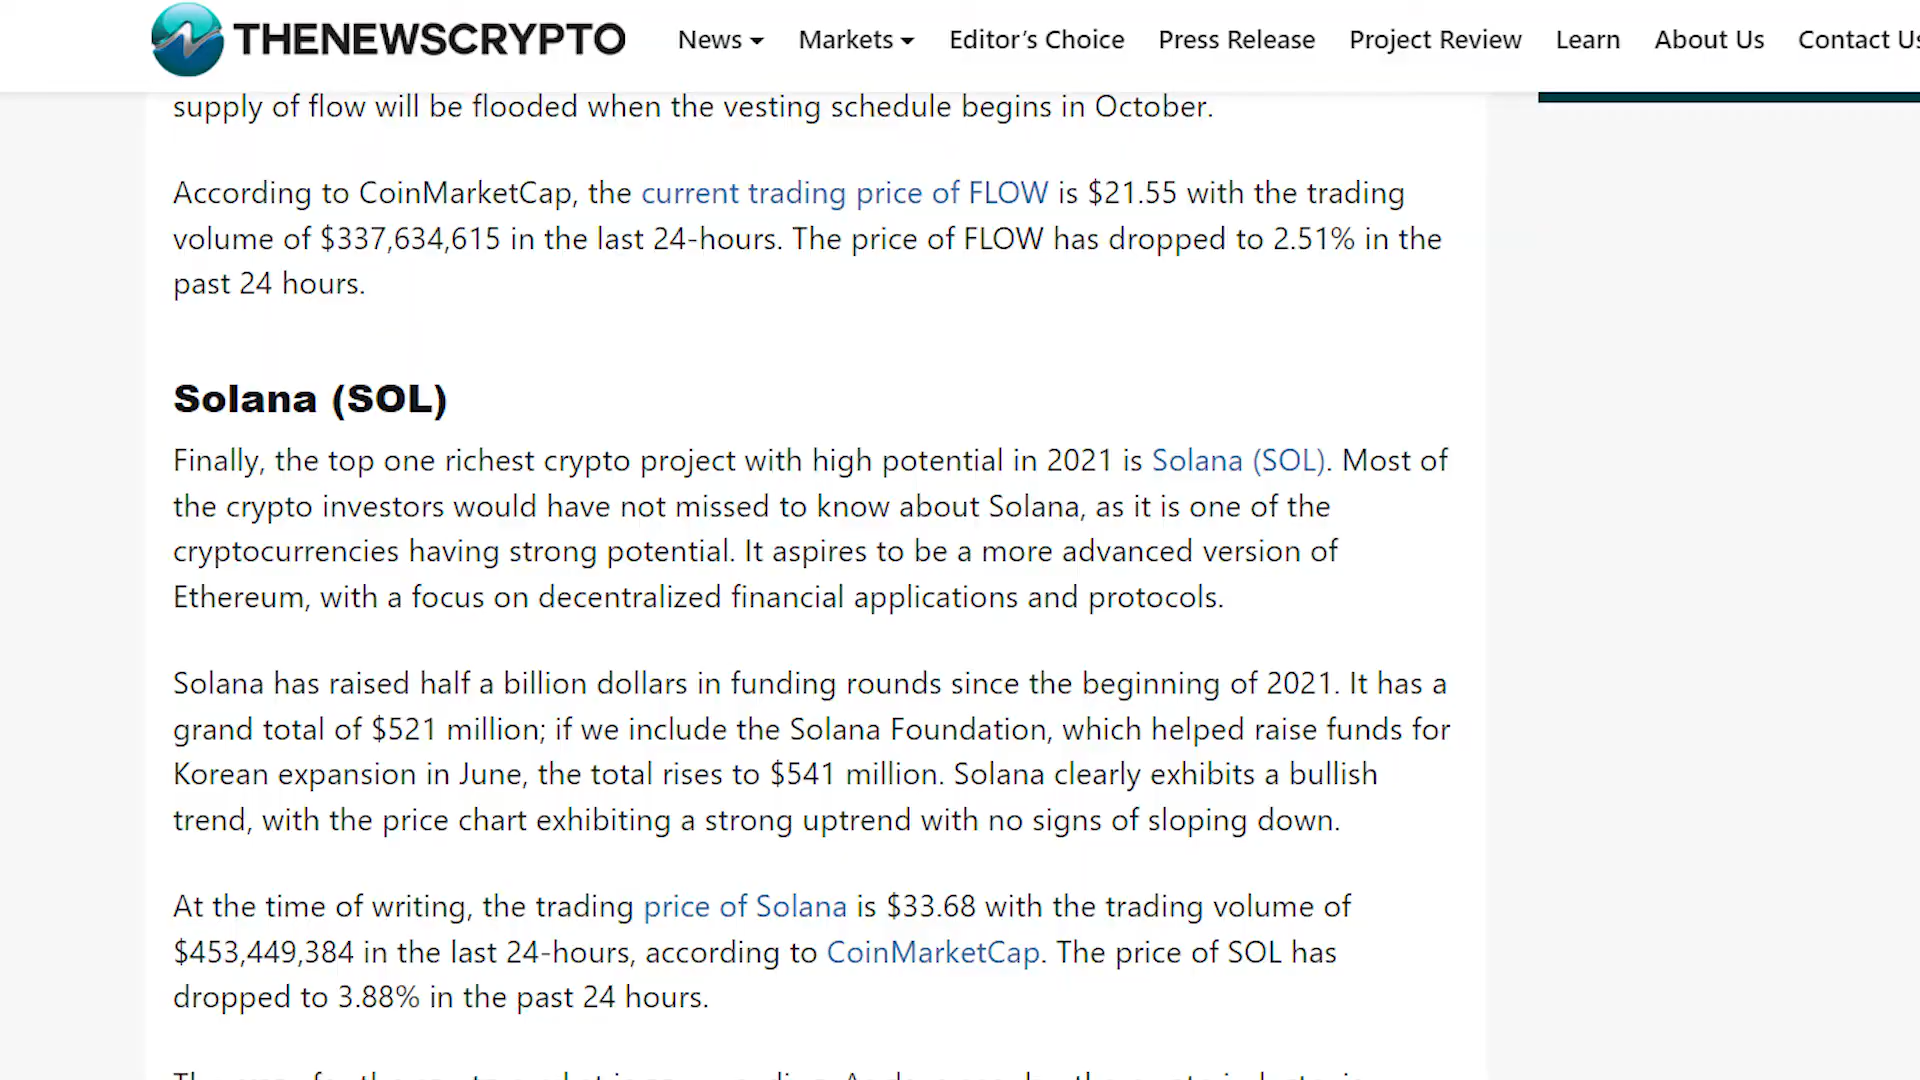 THENEWSCRYPTO
News Markets Editor's Choice Press Release Project Review Learn About Us Contact Us
supply of flow will be flooded when the vesting schedule begins in October.
According to CoinMarketCap, the current trading price of FLOW is $21.55 with the trading
volume of $337,634,615 in the last 24-hours. The price of FLOW has dropped to 2.51% in the
past 24 hours.
Solana (SOL)
Finally, the top one richest crypto project with high potential in 2021 is Solana (SOL). Most of
the crypto investors would have not missed to know about Solana, as it is one of the
cryptocurrencies having strong potential. It aspires to be a more advanced version of
Ethereum, with a focus on decentralized financial applications and protocols.
Solana has raised half a billion dollars in funding rounds since the beginning of 2021. It has a
grand total of $521 million; if we include the Solana Foundation, which helped raise funds for
Korean expansion in June, the total rises to $541 million. Solana clearly exhibits a bullish
trend, with the price chart exhibiting a strong uptrend with no signs of sloping down.
At the time of writing, the trading price of Solana is $33.68 with the trading volume of
$453,449,384 in the last 24-hours, according to CoinMarketCap. The price of SOL has
dropped to 3.88% in the past 24 hours.